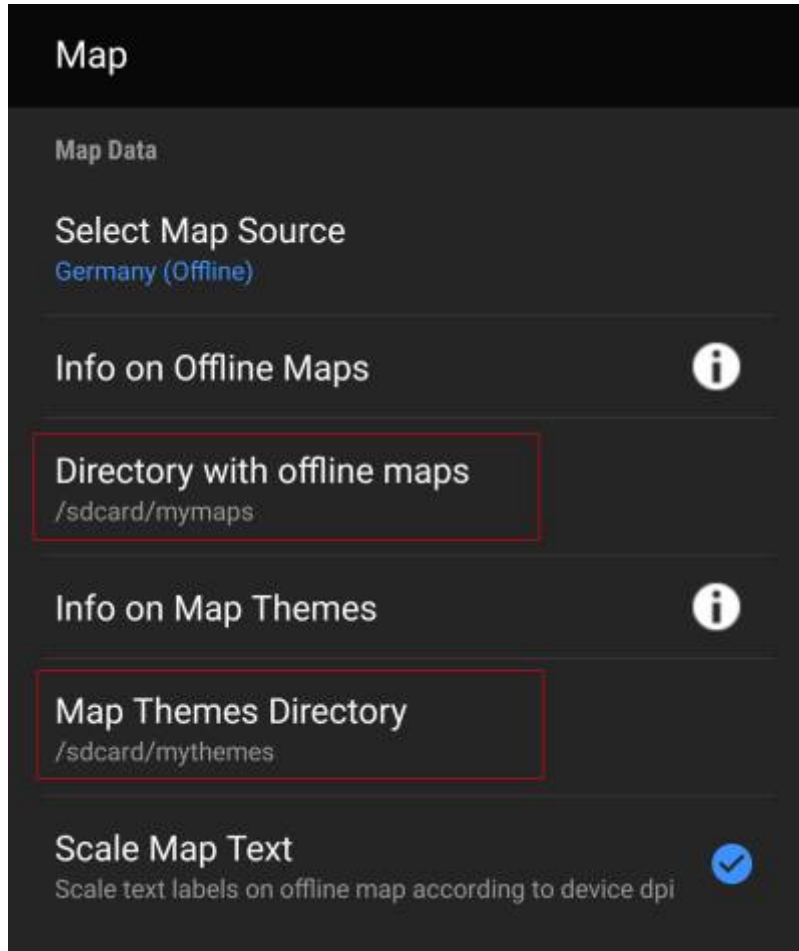 Map
Map Data
Select Map Source
Germany (Offline)
Info on Offline Maps
Directory with offline maps
/sdcard/mymaps
Info on Map Themes
Map Themes Directory
/sdcard/mythemes
Scale Map Text
Scale text labels on offline map according to device dpi